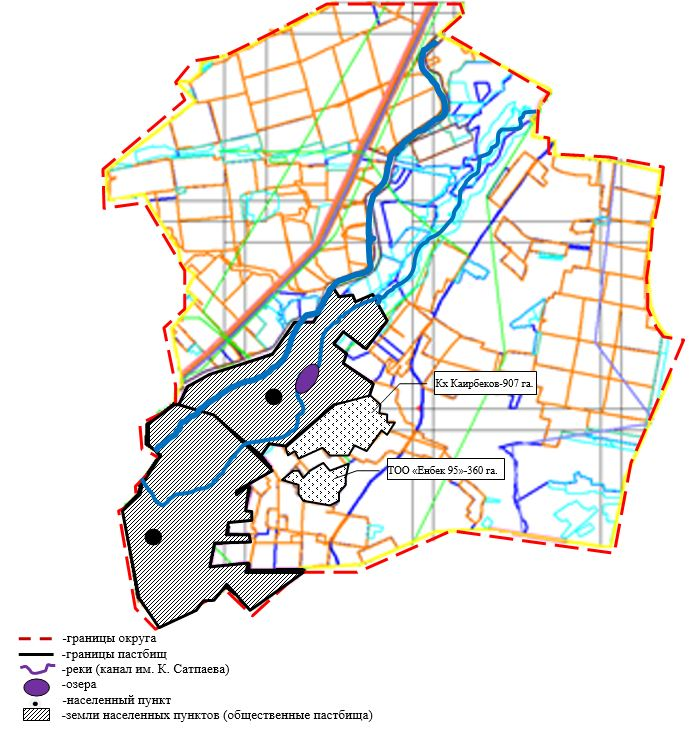 Кх Каирбеков-907 га.
ТОО «Енбек 95»-360 га.
-границы округа
-границы пастбищ
-реки (канал им. К. Сатпаева)
-озера
-населенный пункт
-земли населенных пунктов (общественные пастбища)